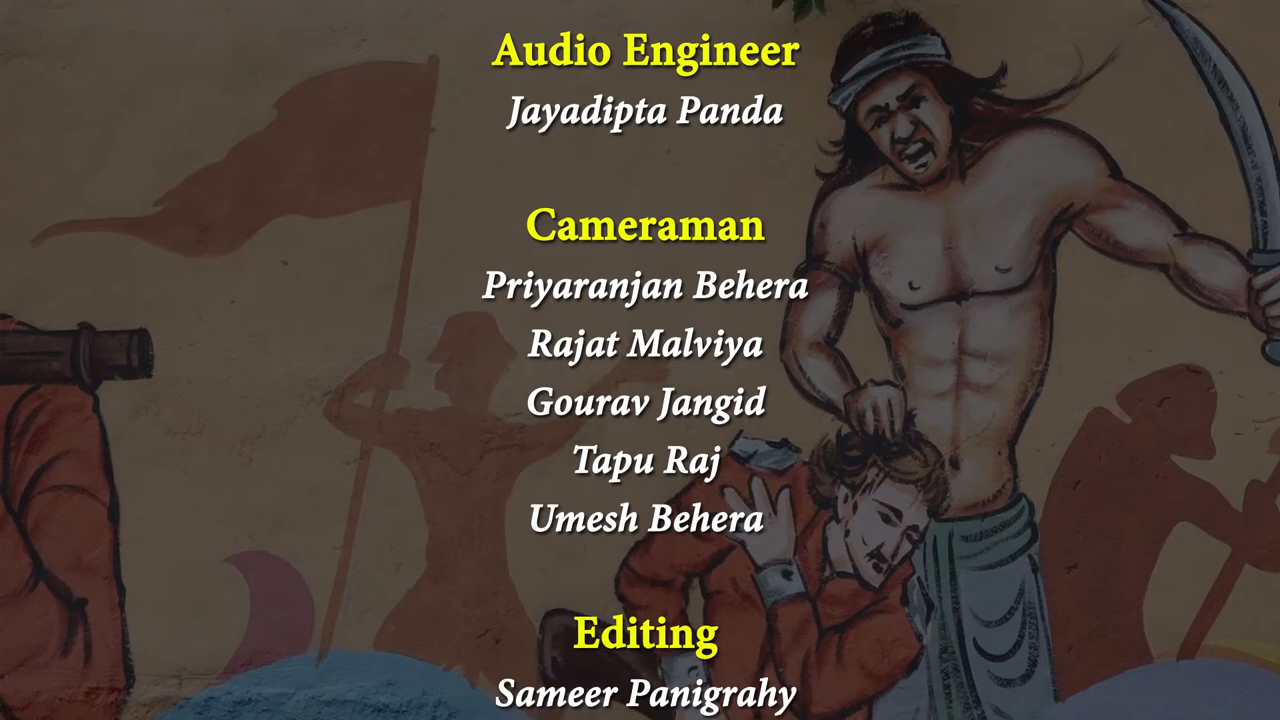 Audio Engineer
Jayadipta Panda
Cameraman
Priyaranjan Behera
Rajat Malviya
Gourav Jangid
Tapu Raj
Umesh Behera
Editing
Sameer Panigrahy